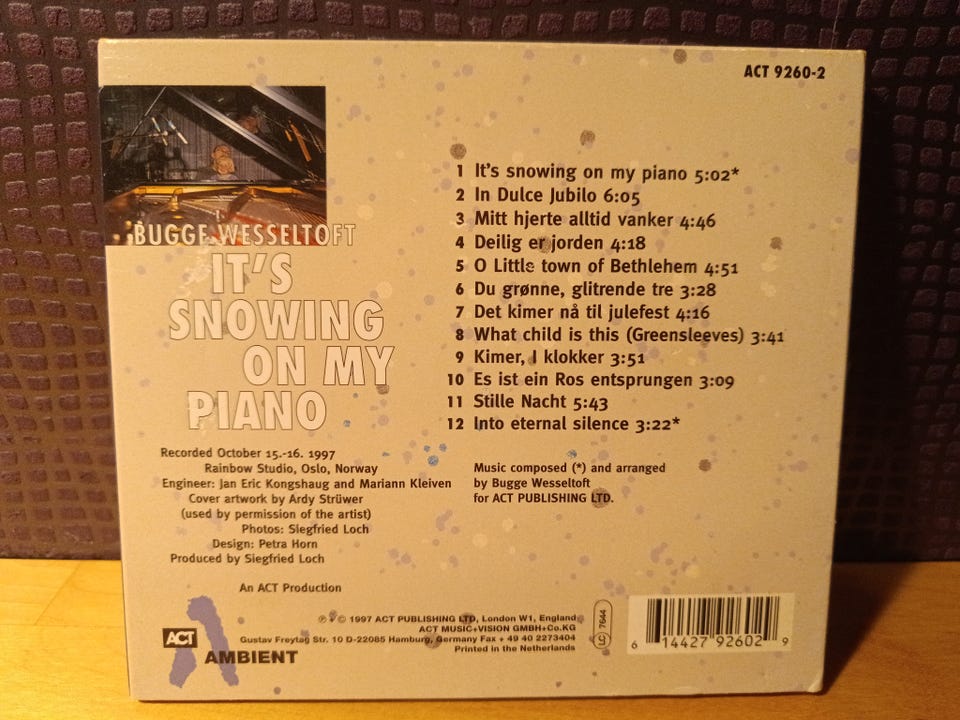 ACT 9260-2
BUGGE WESSELTOFT
IT'S
SNOWING
ON MY
PIANO
1 It's snowing on my piano 5:02*
2 In Dulce Jubilo 6:05
3 Mitt hjerte alltid vanker 4:46
4 Deilig er jorden 4:18
5 O Little town of Bethlehem 4:51
6 Du grønne, glitrende tre 3:28
7 Det kimer nå til julefest 4:16
8 What child is this (Greensleeves) 3:41
9 Kimer, I klokker 3:51
10 Es ist ein Ros entsprungen 3:09
11 Stille Nacht 5:43
12 Into eternal silence 3:22*
Recorded October 15.-16. 1997
Rainbow Studio, Oslo, Norway
Engineer: Jan Eric Kongshaug and Mariann Kleiven
Cover artwork by Ardy Strüwer
(used by permission of the artist)
Photos: Siegfried Loch
Design: Petra Horn
Produced by Siegfried Loch
An ACT Production
Music composed (*) and arranged
by Bugge Wesseltoft
for ACT PUBLISHING LTD.
ACT
AMBIENT
℗ + © 1997 ACT PUBLISHING LTD, London W1, England
ACT MUSIC+VISION GMBH+Co.KG
Gustav Freytag Str. 10 D-22085 Hamburg, Germany Fax + 49 40 2273404
Printed in the Netherlands
LC 7644
6 14427 92602 9